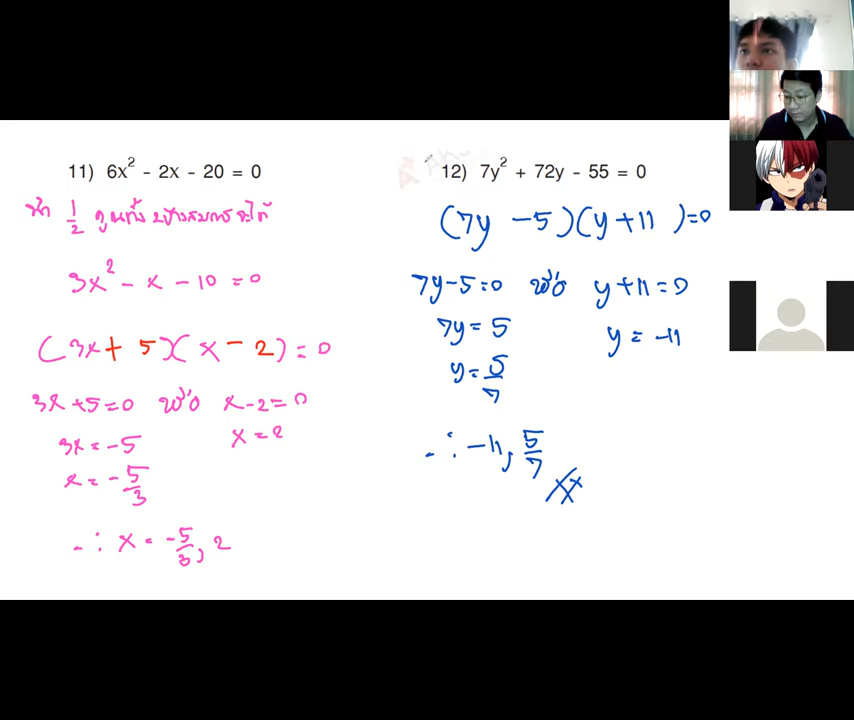 11) 6x² - 2x - 20 = 0
นำ 1/2 คูณทั้ง 2 ข้างสมการ จะได้
3x² - x - 10 = 0
(3x + 5)(x - 2) = 0
3x + 5 = 0 หรือ x - 2 = 0
3x = -5 x = 2
x = -5/3
∴ x = -5/3, 2
12) 7y² + 72y - 55 = 0
(7y - 5)(y + 11) = 0
7y - 5 = 0 หรือ y + 11 = 0
7y = 5 y = -11
y = 5/7
∴ -11, 5/7